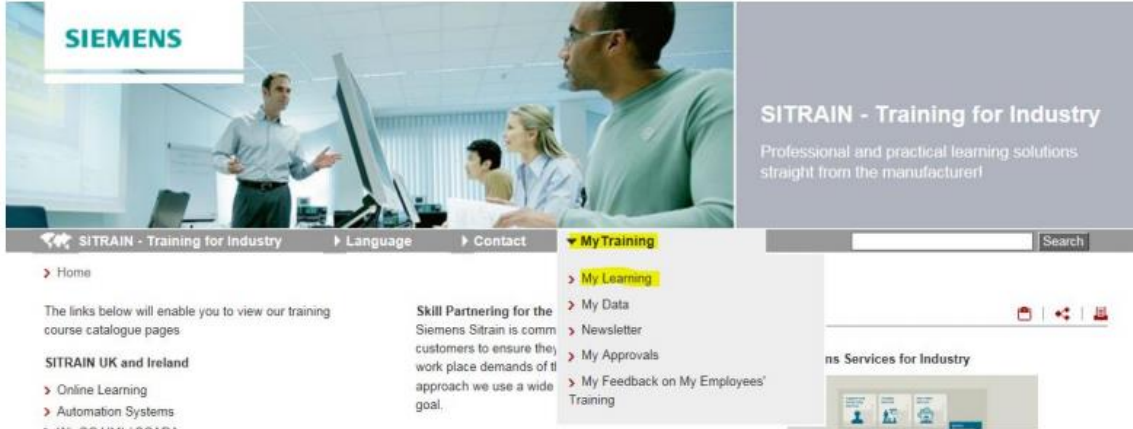 SIEMENS
SITRAIN - Training for Industry
Professional and practical learning solutions
straight from the manufacturer!
SITRAIN - Training for Industry
Language
Contact
MyTraining
Search
Home
The links below will enable you to view our training
course catalogue pages
SITRAIN UK and Ireland
Online Learning
Automation Systems
Skill Partnering for the
Siemens Sitrain is comm
customers to ensure they
work place demands of t
approach we use a wide
goal.
My Learning
My Data
Newsletter
My Approvals
My Feedback on My Employees'
Training
ns Services for Industry